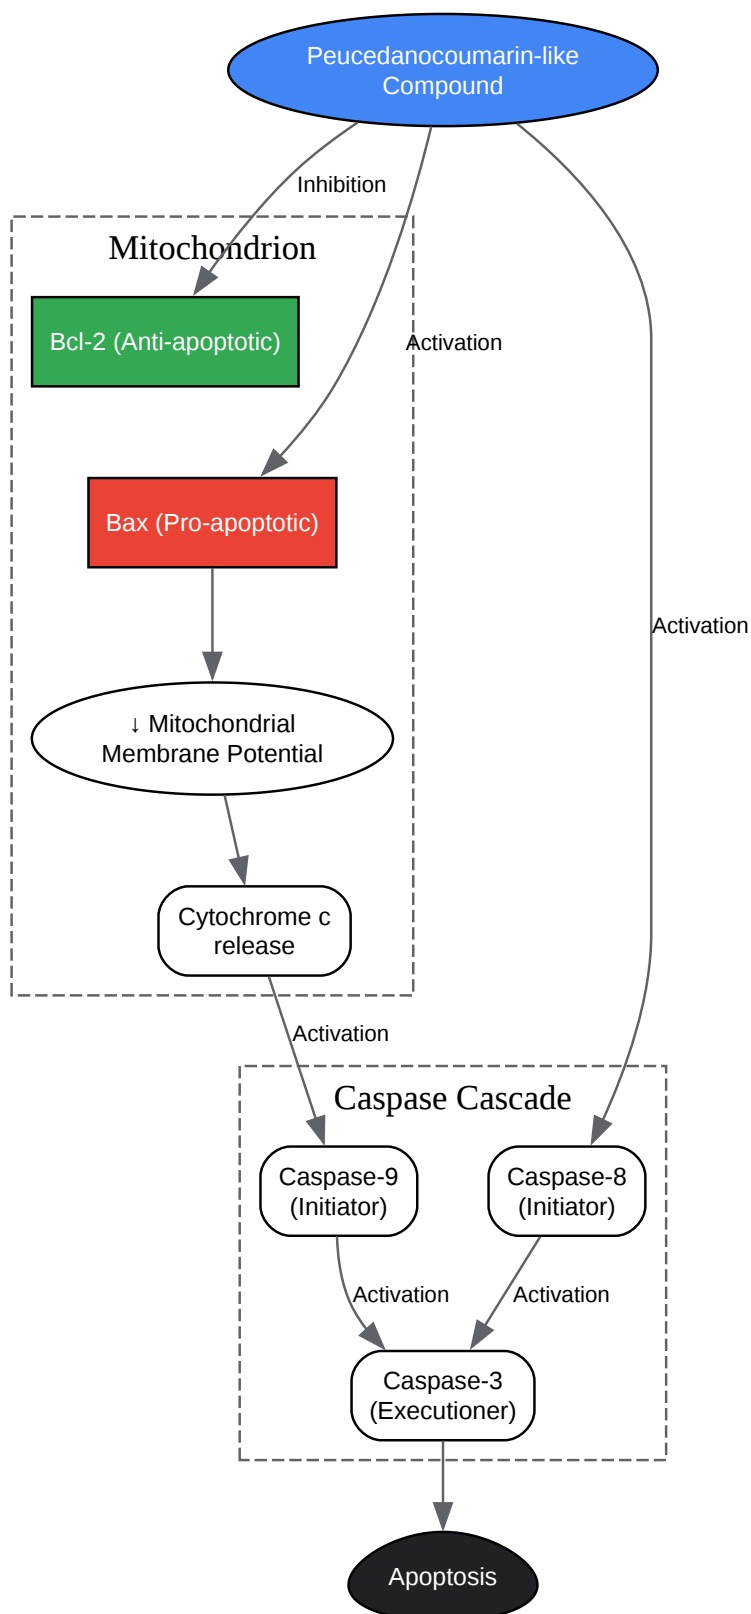 Peucedanocoumarin-like
Compound
Inhibition
Mitochondrion
Bcl-2 (Anti-apoptotic)
Activation
Bax (Pro-apoptotic)
Activation
↓ Mitochondrial
Membrane Potential
Cytochrome c
release
Activation
Caspase Cascade
Caspase-9
(Initiator)
Caspase-8
(Initiator)
Activation
Activation
Caspase-3
(Executioner)
Apoptosis